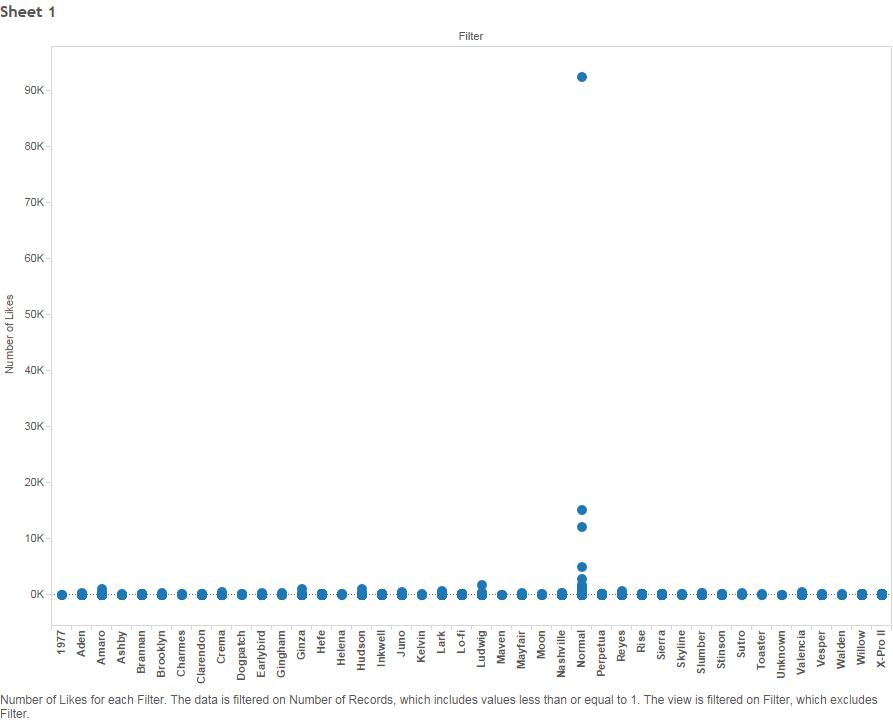 Sheet 1
Filter
90K
80K
70K
60K
50K
40K
30K
20K
10K
0K
Number of Likes
1977
Aden
Amaro
Ashby
Brannan
Brooklyn
Charmes
Clarendon
Crema
Dogpatch
Earlybird
Gingham
Ginza
Hefe
Helena
Hudson
Inkwell
Juno
Kelvin
Lark
Lo-fi
Ludwig
Maven
Mayfair
Moon
Nashville
Normal
Perpetua
Reyes
Rise
Sierra
Skyline
Slumber
Stinson
Sutro
Toaster
Unknown
Valencia
Vesper
Walden
Willow
X-Pro II
Number of Likes for each Filter. The data is filtered on Number of Records, which includes values less than or equal to 1. The view is filtered on Filter, which excludes
Filter.